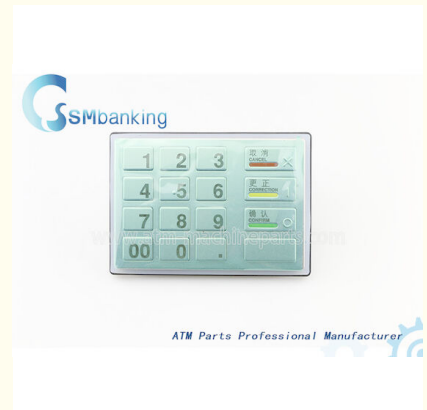 SMbanking
1 2 3 取消
CANCEL
4 5 6 更正
CORRECTION
7 8 9 确认
CONFIRM
00 0 .
ATM Parts Professional Manufacturer